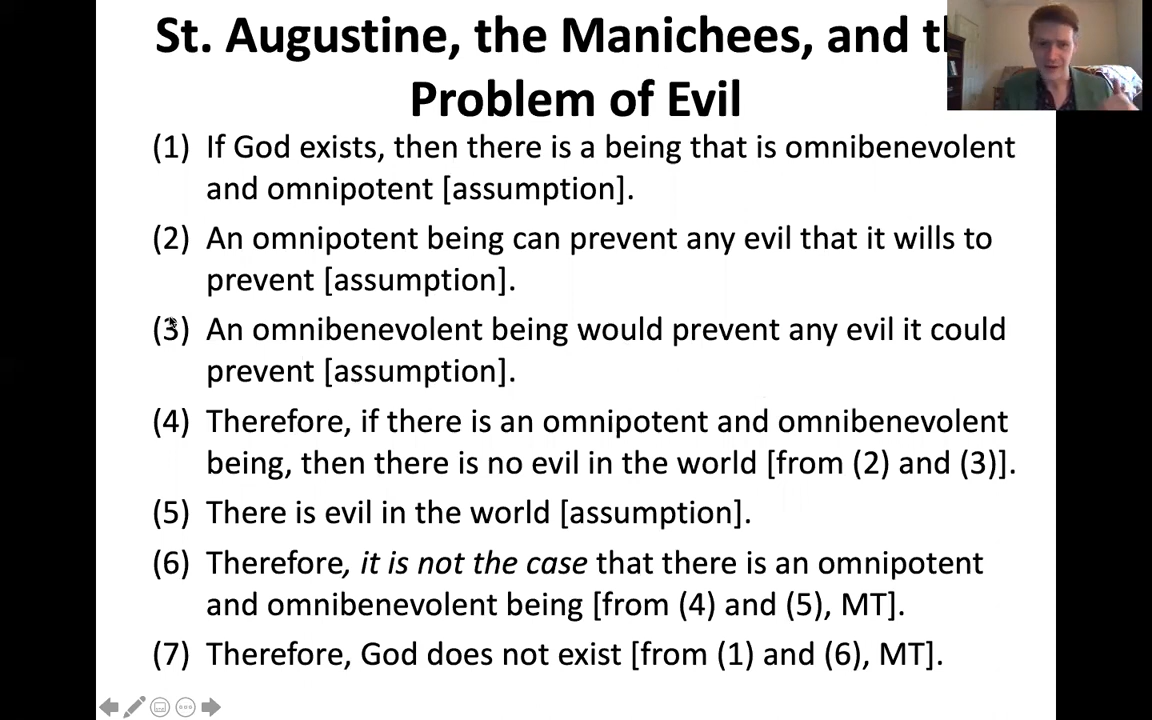 St. Augustine, the Manichees, and
Problem of Evil
(1) If God exists, then there is a being that is omnibenevolent
and omnipotent [assumption].
(2) An omnipotent being can prevent any evil that it wills to
prevent [assumption].
(3) An omnibenevolent being would prevent any evil it could
prevent [assumption].
(4) Therefore, if there is an omnipotent and omnibenevolent
being, then there is no evil in the world [from (2) and (3)].
(5) There is evil in the world [assumption].
(6) Therefore, it is not the case that there is an omnipotent
and omnibenevolent being [from (4) and (5), MT].
(7) Therefore, God does not exist [from (1) and (6), MT].